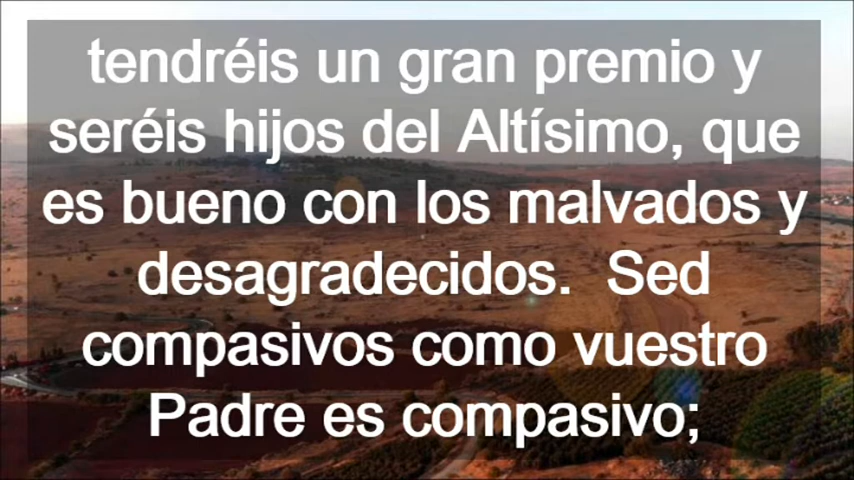 tendréis un gran premio y
seréis hijos del Altísimo, que
es bueno con los malvados y
desagradecidos.  Sed
compasivos como vuestro
Padre es compasivo;